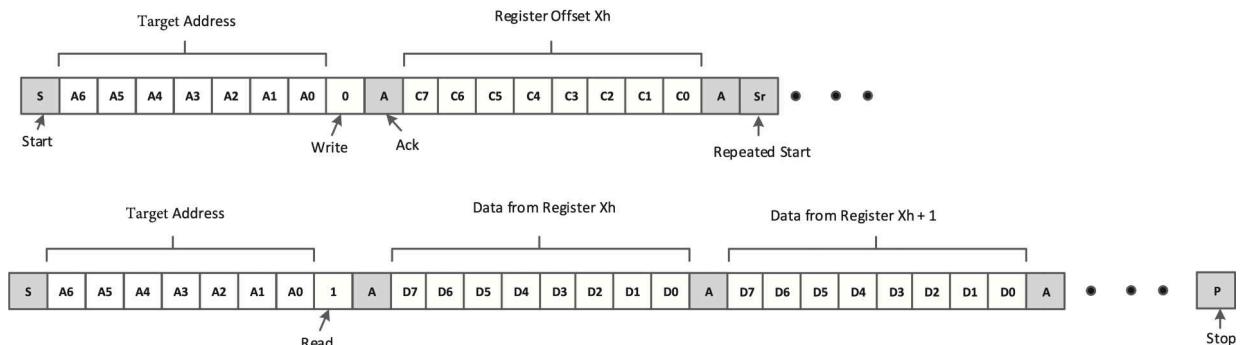 Target Address
Register Offset Xh
S A6 A5 A4 A3 A2 A1 A0 0 A C7 C6 C5 C4 C3 C2 C1 C0 A Sr
Start
Write
Ack
Repeated Start
Target Address
Data from Register Xh
Data from Register Xh + 1
S A6 A5 A4 A3 A2 A1 A0 1 A D7 D6 D5 D4 D3 D2 D1 D0 A D7 D6 D5 D4 D3 D2 D1 D0 A P
Read
Stop